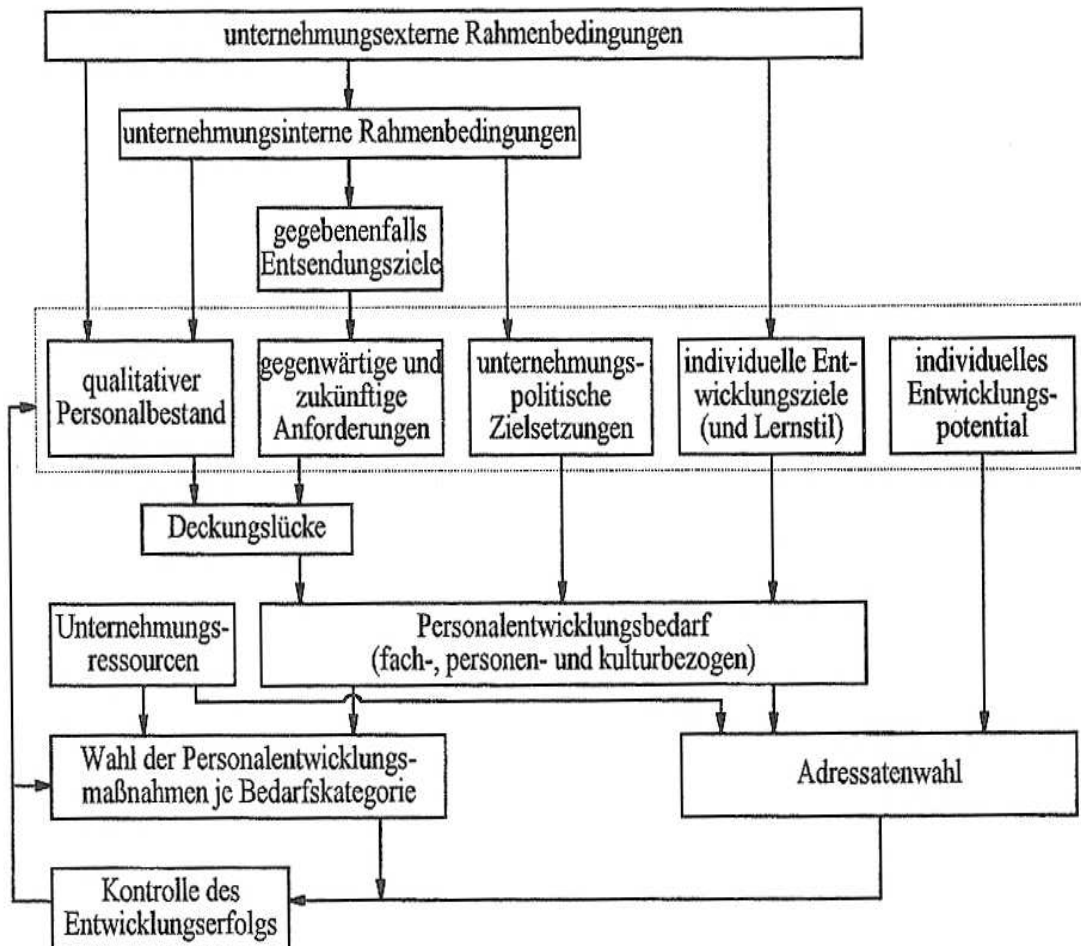 unternehmungsexterne Rahmenbedingungen
unternehmungsinterne Rahmenbedingungen
gegebenenfalls
Entsendungsziele
qualitativer
Personalbestand
gegenwärtige und
zukünftige
Anforderungen
unternehmungs-
politische
Zielsetzungen
individuelle Ent-
wicklungsziele
(und Lernstil)
individuelles
Entwicklungs-
potential
Deckungslücke
Unternehmungs-
ressourcen
Personalentwicklungsbedarf
(fach-, personen- und kulturbezogen)
Wahl der Personalentwicklungs-
maßnahmen je Bedarfskategorie
Adressatenwahl
Kontrolle des
Entwicklungserfolgs